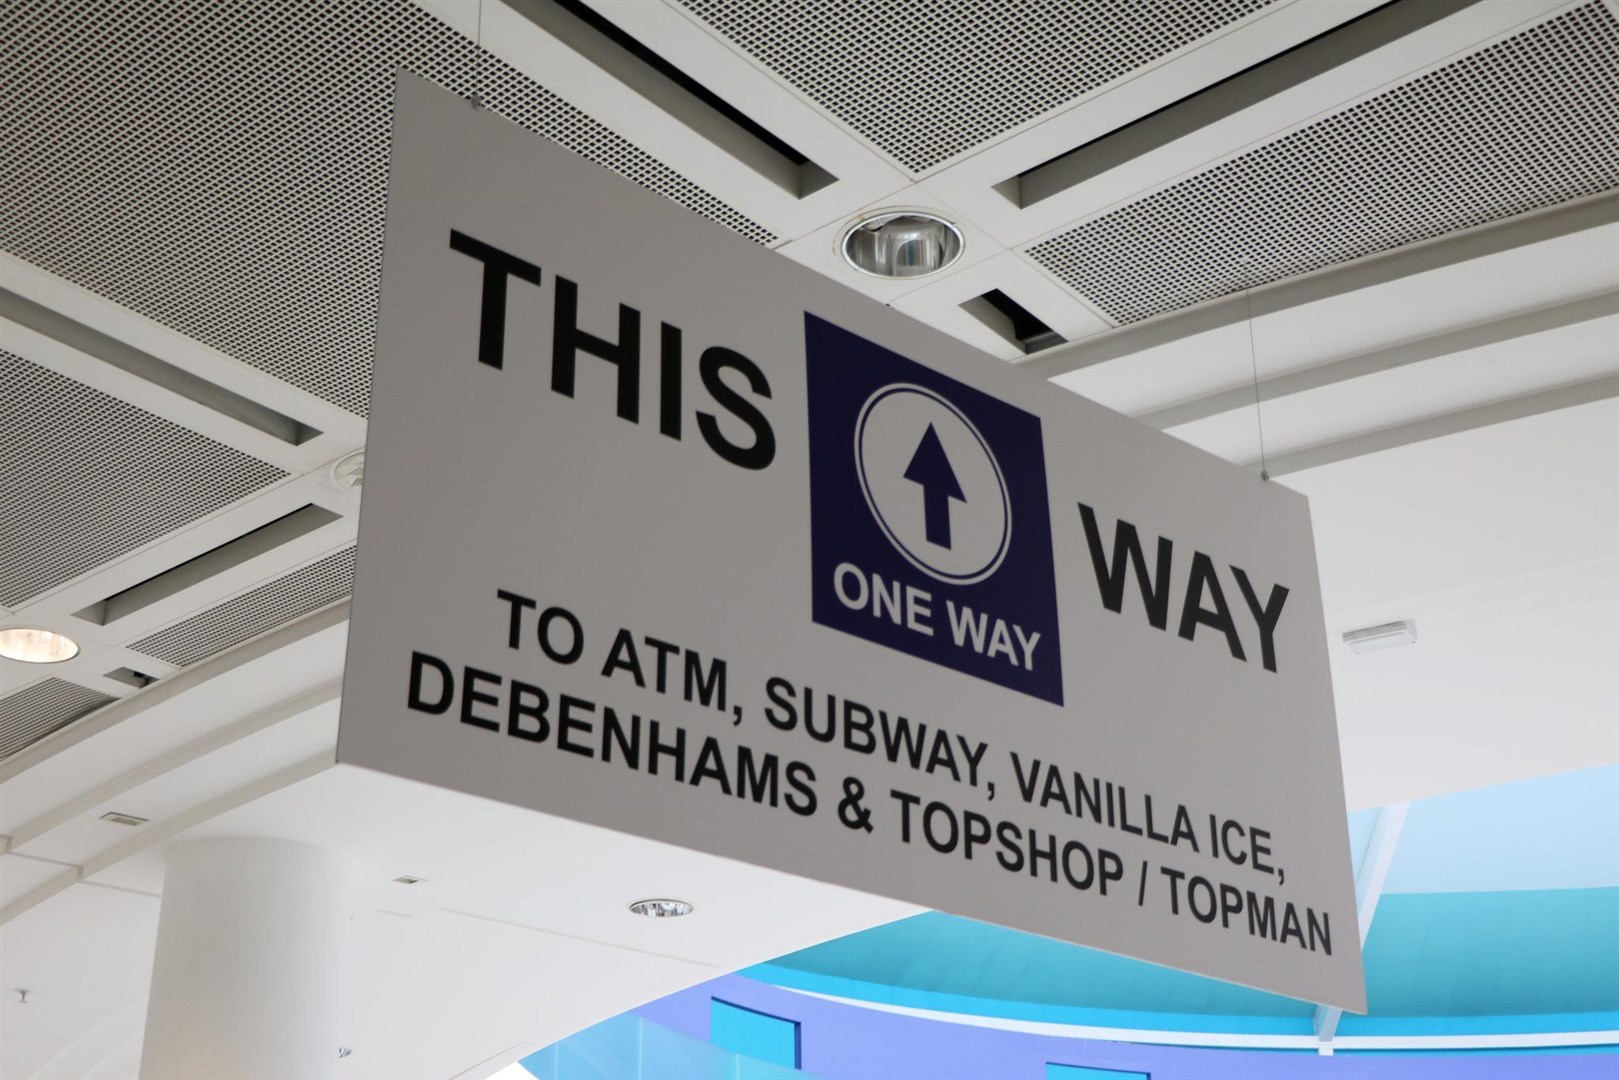 THIS WAY
ONE WAY
TO ATM, SUBWAY, VANILLA ICE,
DEBENHAMS & TOPSHOP / TOPMAN